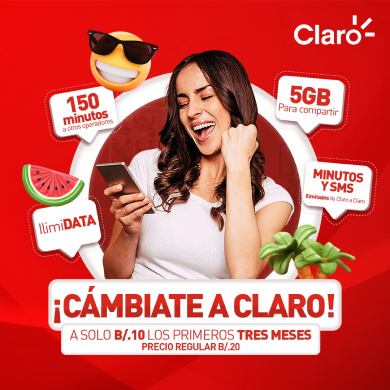 Claro
150
minutos
a otros operadores
5GB
Para compartir
IlimiDATA
MINUTOS
Y SMS
Ilimitados de Claro a Claro
¡CÁMBIATE A CLARO!
A SOLO B/.10 LOS PRIMEROS TRES MESES
PRECIO REGULAR B/.20